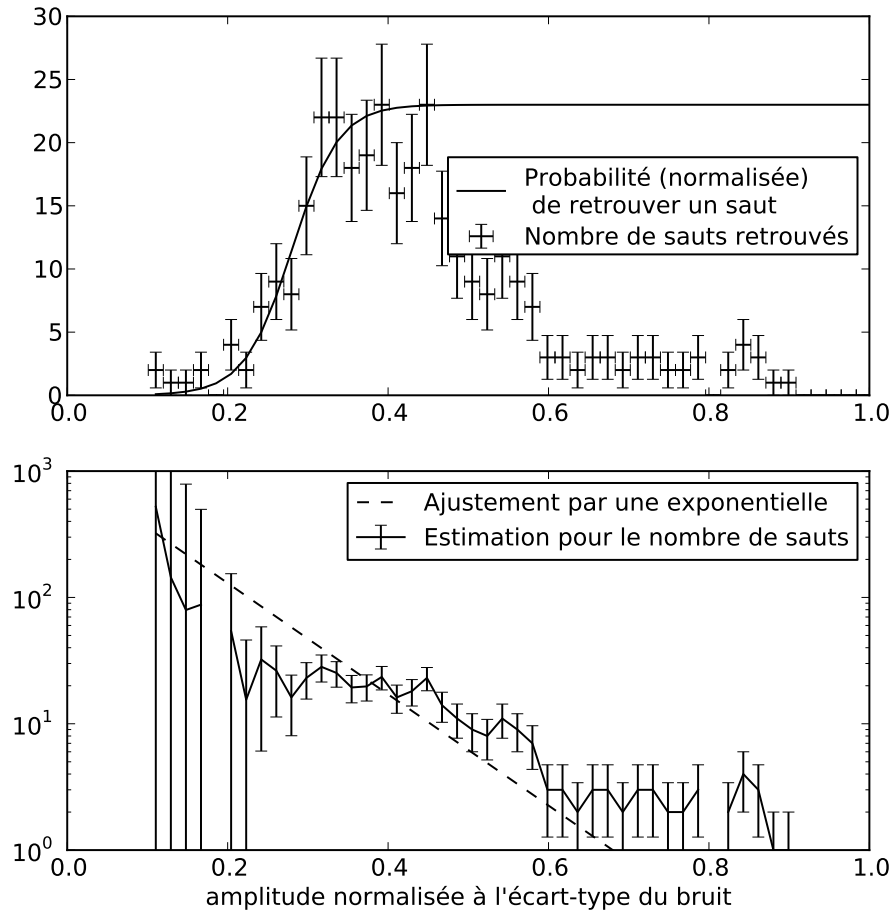 30
25
20
15
10
5
0
Probabilité (normalisée)
de retrouver un saut
Nombre de sauts retrouvés
0.0 0.2 0.4 0.6 0.8 1.0
10³
10²
10¹
10⁰
Ajustement par une exponentielle
Estimation pour le nombre de sauts
0.0 0.2 0.4 0.6 0.8 1.0
amplitude normalisée à l'écart-type du bruit